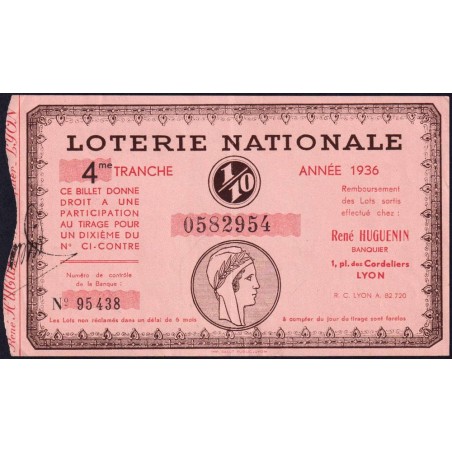 LOTERIE NATIONALE
4me TRANCHE
1/10
ANNÉE 1936
CE BILLET DONNE
DROIT A UNE
PARTICIPATION
AU TIRAGE POUR
UN DIXIÈME DU
No CI-CONTRE
0582954
Remboursement
des Lots sortis
effectué chez :
René HUGUENIN
BANQUIER
1, pl. des Cordeliers
LYON
R. C. LYON A. 82.720
Numéro de contrôle
de la Banque :
No 95438
Les Lots non réclamés dans un délai de 6 mois
à compter du jour du tirage sont forclos